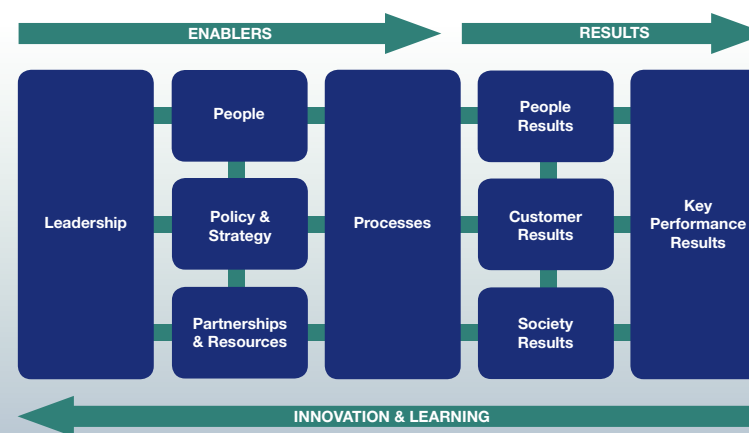 ENABLERS
RESULTS
Leadership
People
Policy &
Strategy
Partnerships
& Resources
Processes
People
Results
Customer
Results
Society
Results
Key
Performance
Results
INNOVATION & LEARNING